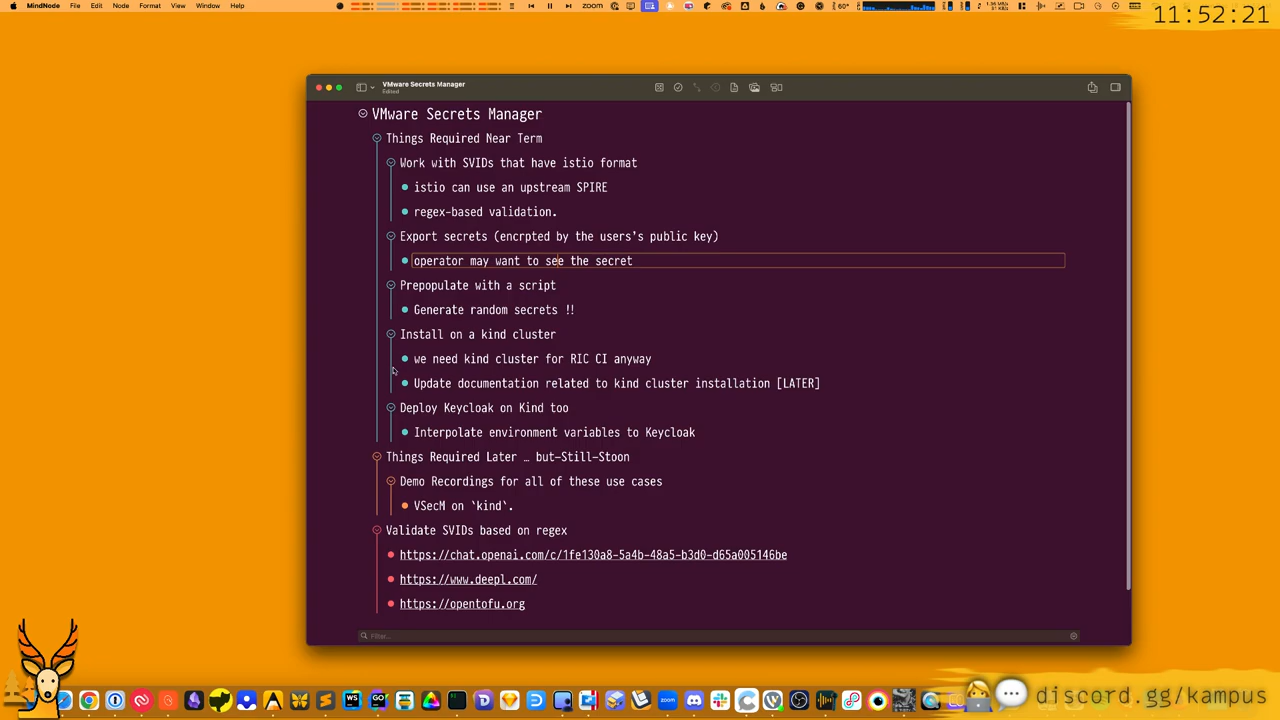 MindNode File Edit Node Format View Window Help
zoom
60°
11:52:21
VMware Secrets Manager
Edited
VMware Secrets Manager
Things Required Near Term
Work with SVIDs that have istio format
istio can use an upstream SPIRE
regex-based validation.
Export secrets (encrpted by the users's public key)
operator may want to see the secret
Prepopulate with a script
Generate random secrets !!
Install on a kind cluster
we need kind cluster for RIC CI anyway
Update documentation related to kind cluster installation [LATER]
Deploy Keycloak on Kind too
Interpolate environment variables to Keycloak
Things Required Later … but-Still-Stoon
Demo Recordings for all of these use cases
VSecM on `kind`.
Validate SVIDs based on regex
https://chat.openai.com/c/1fe130a8-5a4b-48a5-b3d0-d65a005146be
https://www.deepl.com/
https://opentofu.org
Filter...
discord.gg/kampus